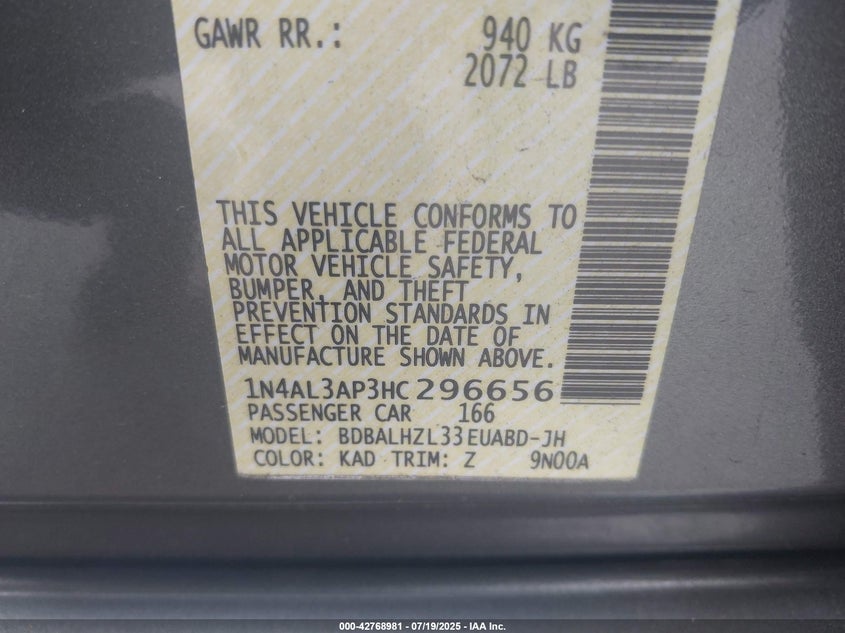 GAWR RR.: 940 KG
2072 LB
THIS VEHICLE CONFORMS TO
ALL APPLICABLE FEDERAL
MOTOR VEHICLE SAFETY,
BUMPER, AND THEFT
PREVENTION STANDARDS IN
EFFECT ON THE DATE OF
MANUFACTURE SHOWN ABOVE.
1N4AL3AP3HC296656
PASSENGER CAR 166
MODEL: BDBALHZL33EUABD-JH
COLOR: KAD TRIM: Z 9N00A
000-42768981 - 07/19/2025 - IAA Inc.